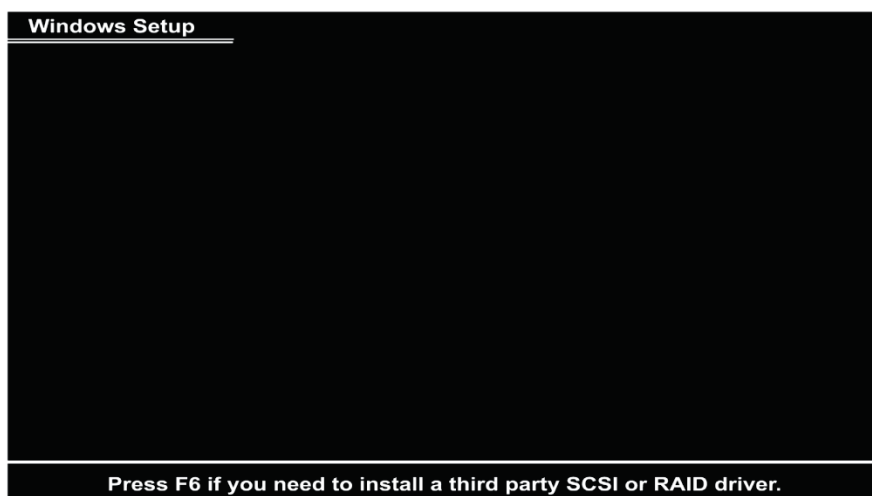 Windows Setup
Press F6 if you need to install a third party SCSI or RAID driver.